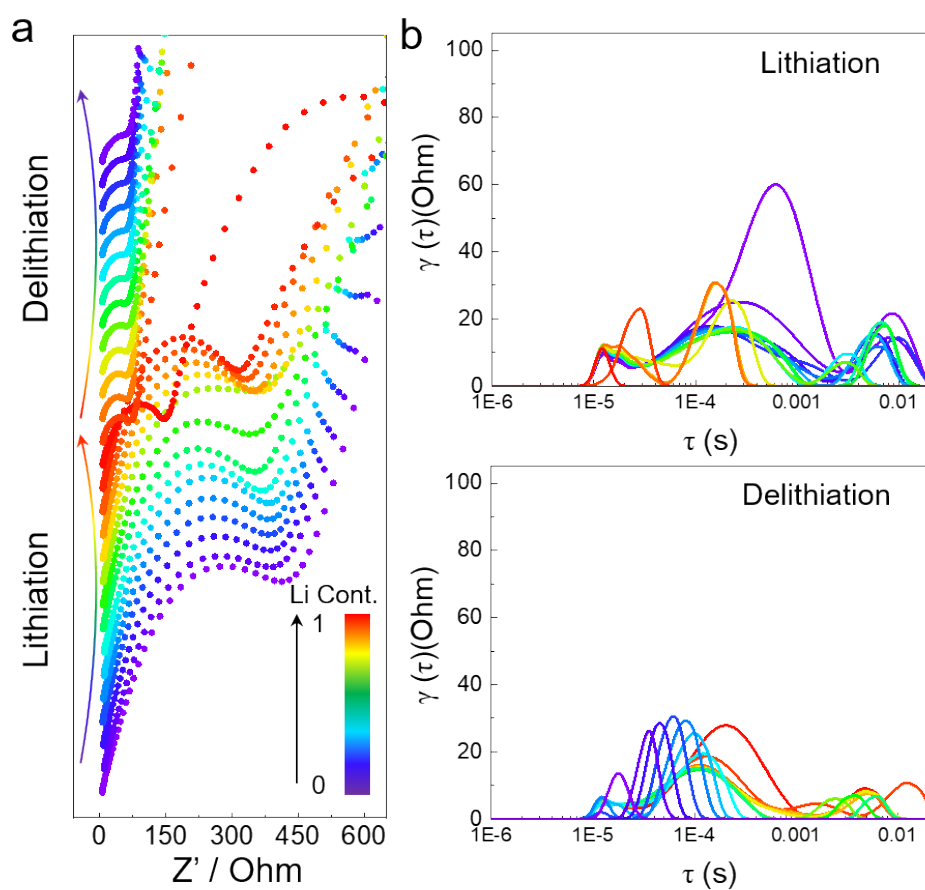 a
Delithiation
Lithiation
Li Cont.
1
0
0 150 300 450 600
Z' / Ohm
b
Lithiation
100
80
60
40
20
0
γ (τ)(Ohm)
1E-6 1E-5 1E-4 0.001 0.01
τ (s)
Delithiation
100
80
60
40
20
0
γ (τ)(Ohm)
1E-6 1E-5 1E-4 0.001 0.01
τ (s)